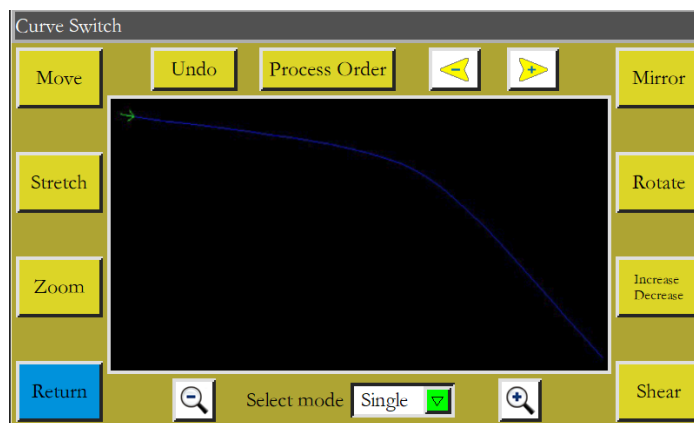 Curve Switch
Move
Undo
Process Order
-
+
Mirror
Stretch
Rotate
Zoom
Increase
Decrease
Return
Select mode
Single
Shear